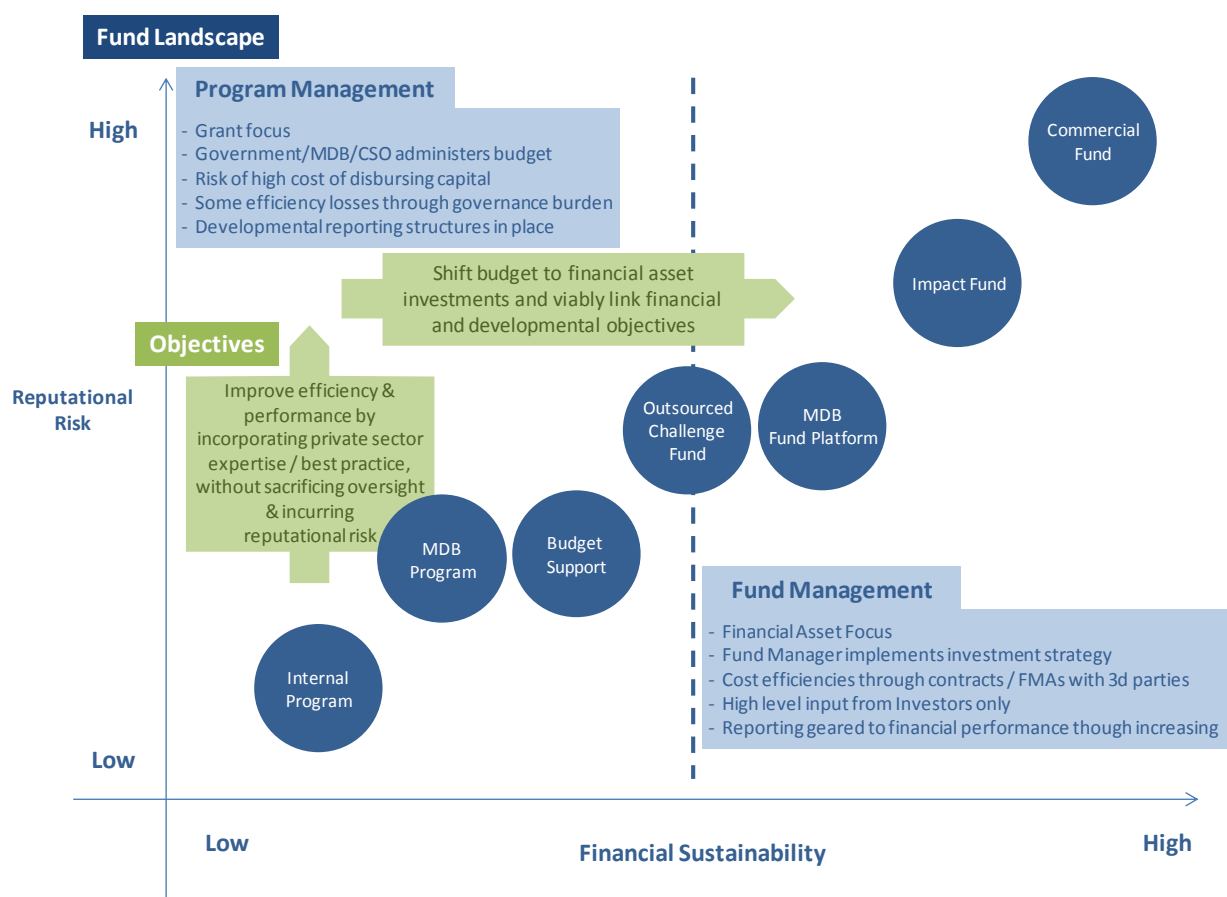 Fund Landscape
Program Management
- Grant focus
- Government/MDB/CSO administers budget
- Risk of high cost of disbursing capital
- Some efficiency losses through governance burden
- Developmental reporting structures in place
High
Commercial
Fund
Impact Fund
Shift budget to financial asset
investments and viably link financial
and developmental objectives
Objectives
Reputational
Risk
Improve efficiency &
performance by
incorporating private sector
expertise / best practice,
without sacrificing oversight
& incurring
reputational risk
Outsourced
Challenge
Fund
MDB
Fund Platform
MDB
Program
Budget
Support
Internal
Program
Fund Management
- Financial Asset Focus
- Fund Manager implements investment strategy
- Cost efficiencies through contracts / FMAs with 3d parties
- High level input from Investors only
- Reporting geared to financial performance though increasing
Low
Low
Financial Sustainability
High